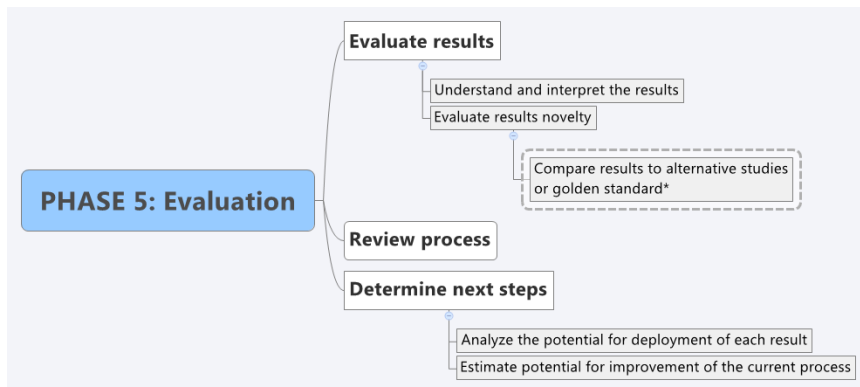 Evaluate results
Understand and interpret the results
Evaluate results novelty
Compare results to alternative studies
or golden standard*
PHASE 5: Evaluation
Review process
Determine next steps
Analyze the potential for deployment of each result
Estimate potential for improvement of the current process